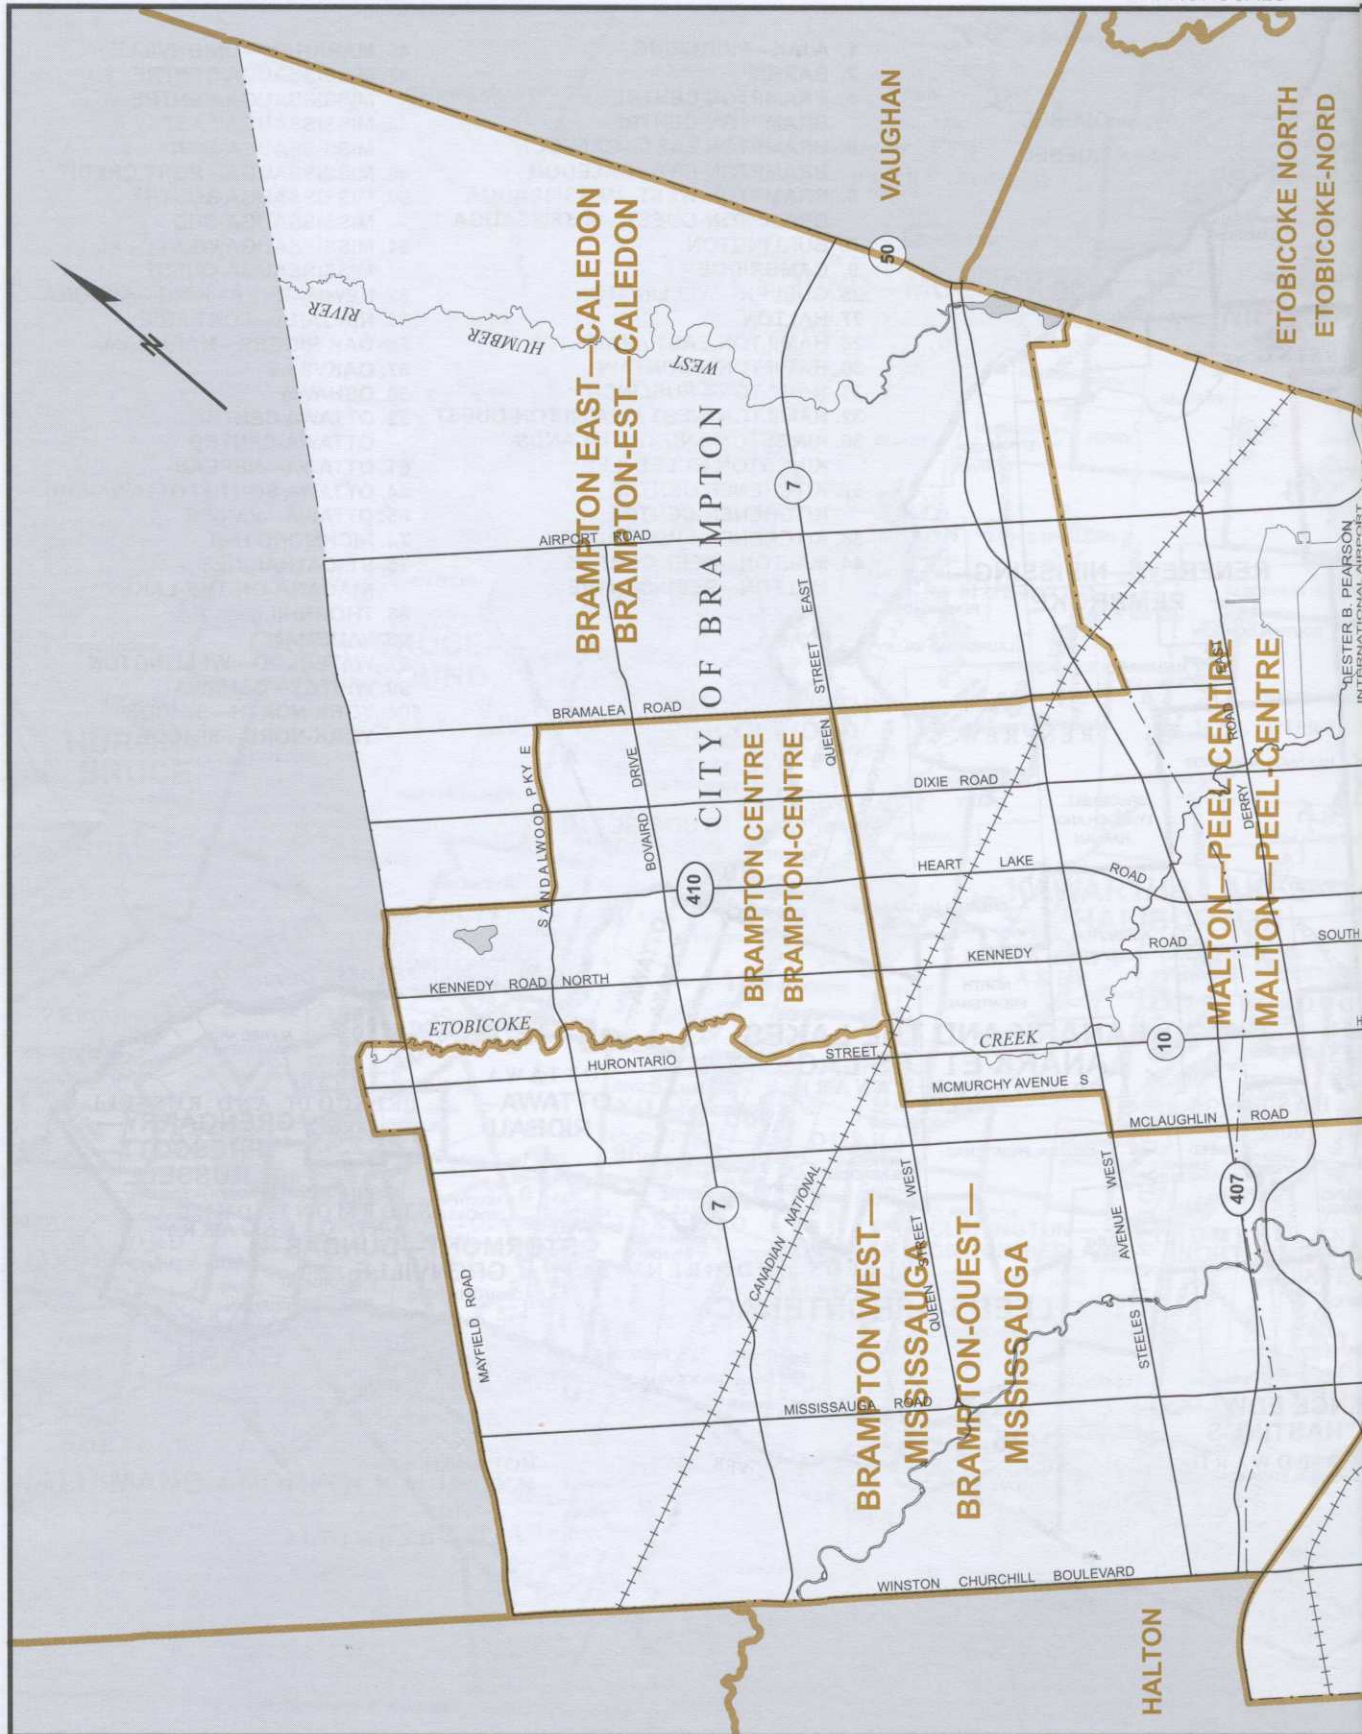 VAUGHAN
ETOBICOKE NORTH
ETOBICOKE-NORD
BRAMPTON EAST—CALEDON
BRAMPTON-EST—CALEDON
N
RIVER
HUMBER
WEST
50
7
CITY OF BRAMPTON
AIRPORT ROAD
BRAMALEA ROAD
QUEEN STREET EAST
LESTER B. PEARSON
INTERNATIONAL AIRPORT
SANDALWOOD PKY E
BOVAIRD DRIVE
BRAMPTON CENTRE
BRAMPTON-CENTRE
DIXIE ROAD
DERRY ROAD EAST
MALTON—PEEL CENTRE
MALTON—PEEL-CENTRE
410
HEART LAKE ROAD
KENNEDY ROAD NORTH
KENNEDY ROAD SOUTH
ETOBICOKE
CREEK
HURONTARIO STREET
10
H
MCMURCHY AVENUE S
MCLAUGHLIN ROAD
7
CANADIAN NATIONAL
QUEEN STREET WEST
STEELES AVENUE WEST
407
MAYFIELD ROAD
BRAMPTON WEST—
MISSISSAUGA
BRAMPTON-OUEST—
MISSISSAUGA
MISSISSAUGA ROAD
WINSTON CHURCHILL BOULEVARD
HALTON